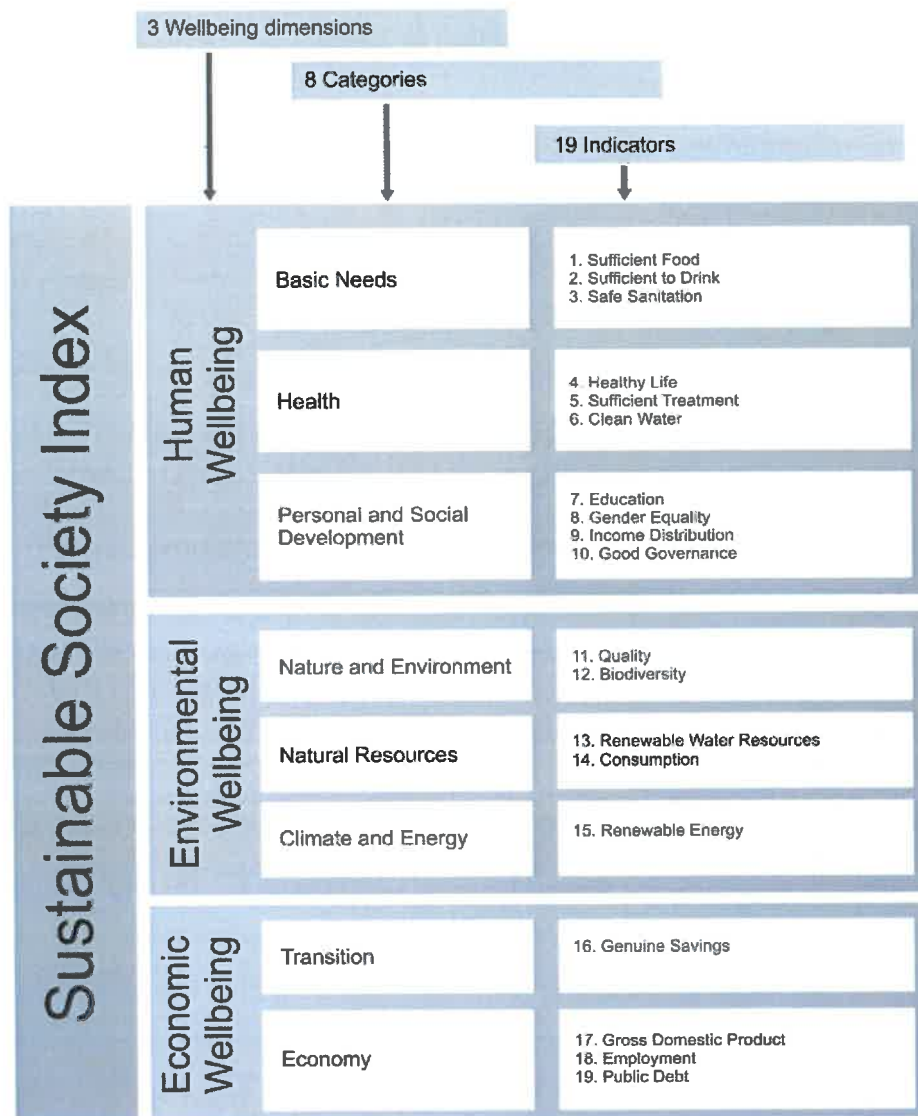 3 Wellbeing dimensions
8 Categories
19 Indicators
Sustainable Society Index
Human
Wellbeing
Basic Needs
1. Sufficient Food
2. Sufficient to Drink
3. Safe Sanitation
Health
4. Healthy Life
5. Sufficient Treatment
6. Clean Water
Personal and Social
Development
7. Education
8. Gender Equality
9. Income Distribution
10. Good Governance
Environmental
Wellbeing
Nature and Environment
11. Quality
12. Biodiversity
Natural Resources
13. Renewable Water Resources
14. Consumption
Climate and Energy
15. Renewable Energy
Economic
Wellbeing
Transition
16. Genuine Savings
Economy
17. Gross Domestic Product
18. Employment
19. Public Debt